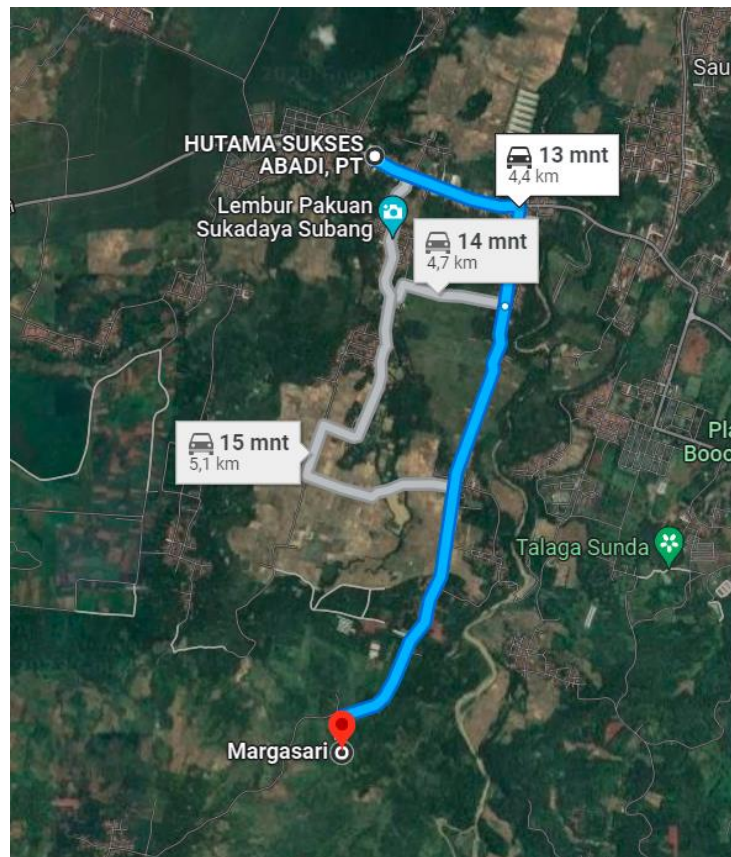 Sau
HUTAMA SUKSES
ABADI, PT
13 mnt
4,4 km
Lembur Pakuan
Sukadaya Subang
14 mnt
4,7 km
15 mnt
5,1 km
Pla
Booc
Talaga Sunda
Margasari